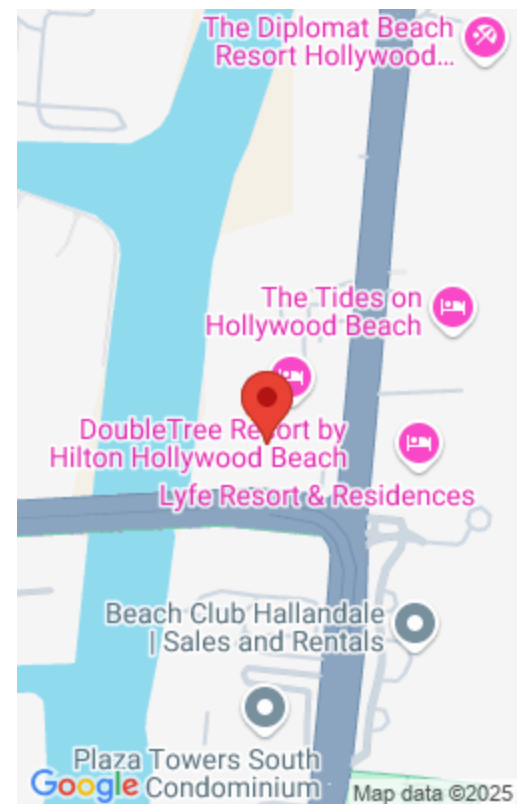 The Diplomat Beach
Resort Hollywood...
The Tides on
Hollywood Beach
DoubleTree Resort by
Hilton Hollywood Beach
Lyfe Resort & Residences
Beach Club Hallandale
| Sales and Rentals
Plaza Towers South
Condominium
Google
Map data ©2025